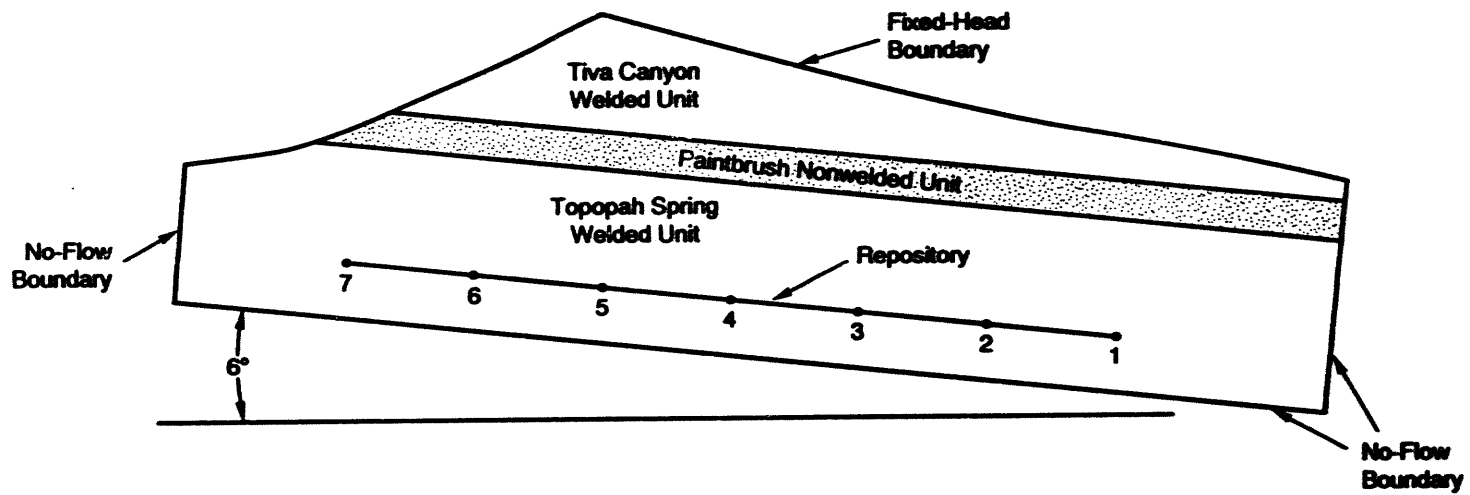 Fixed-Head
Boundary
Tiva Canyon
Welded Unit
Paintbrush Nonwelded Unit
Topopah Spring
Welded Unit
No-Flow
Boundary
Repository
7
6
5
4
3
2
1
6°
No-Flow
Boundary